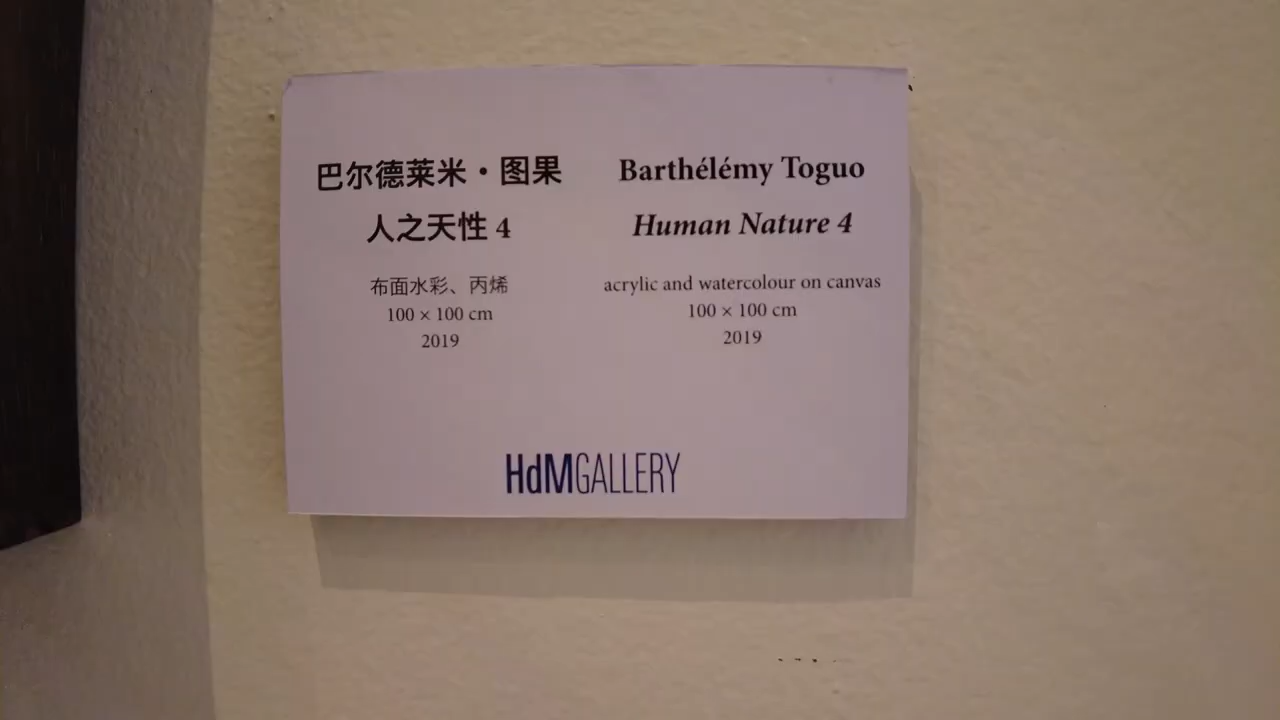 巴尔德莱米·图果
人之天性 4
布面水彩、丙烯
100 × 100 cm
2019
Barthélémy Toguo
Human Nature 4
acrylic and watercolour on canvas
100 × 100 cm
2019
HdMGALLERY